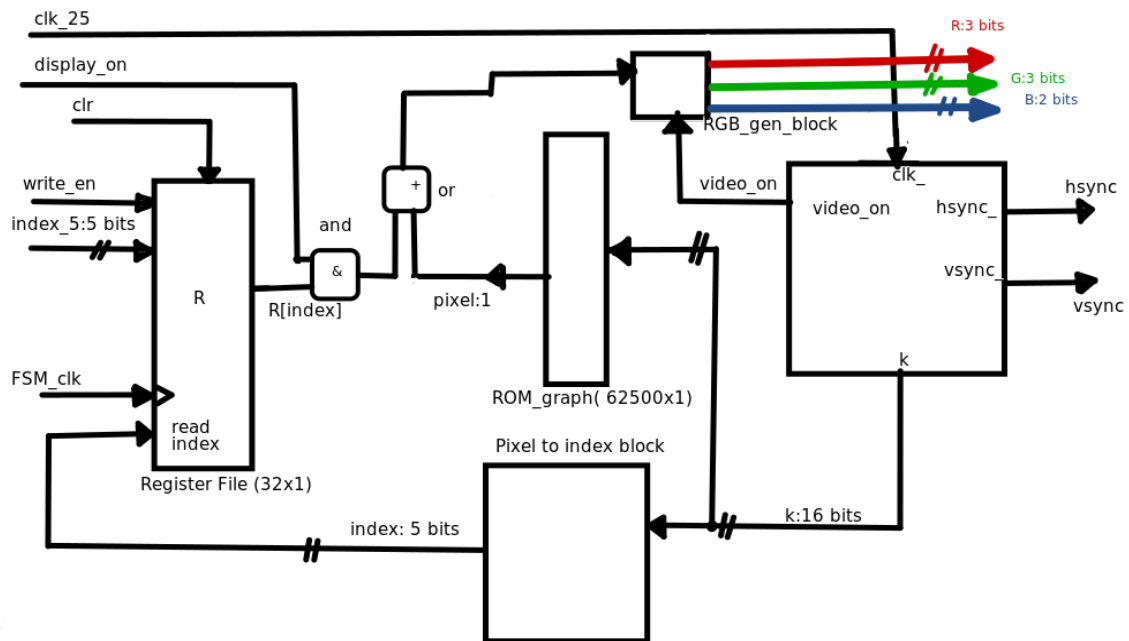 clk_25
R:3 bits
display_on
G:3 bits
B:2 bits
clr
RGB_gen_block
clk_
write_en
+
or
video_on
hsync
index_5:5 bits
and
video_on
hsync_
&
vsync_
R
R[index]
pixel:1
vsync
k
FSM_clk
ROM_graph( 62500x1)
read
index
Pixel to index block
Register File (32x1)
k:16 bits
index: 5 bits